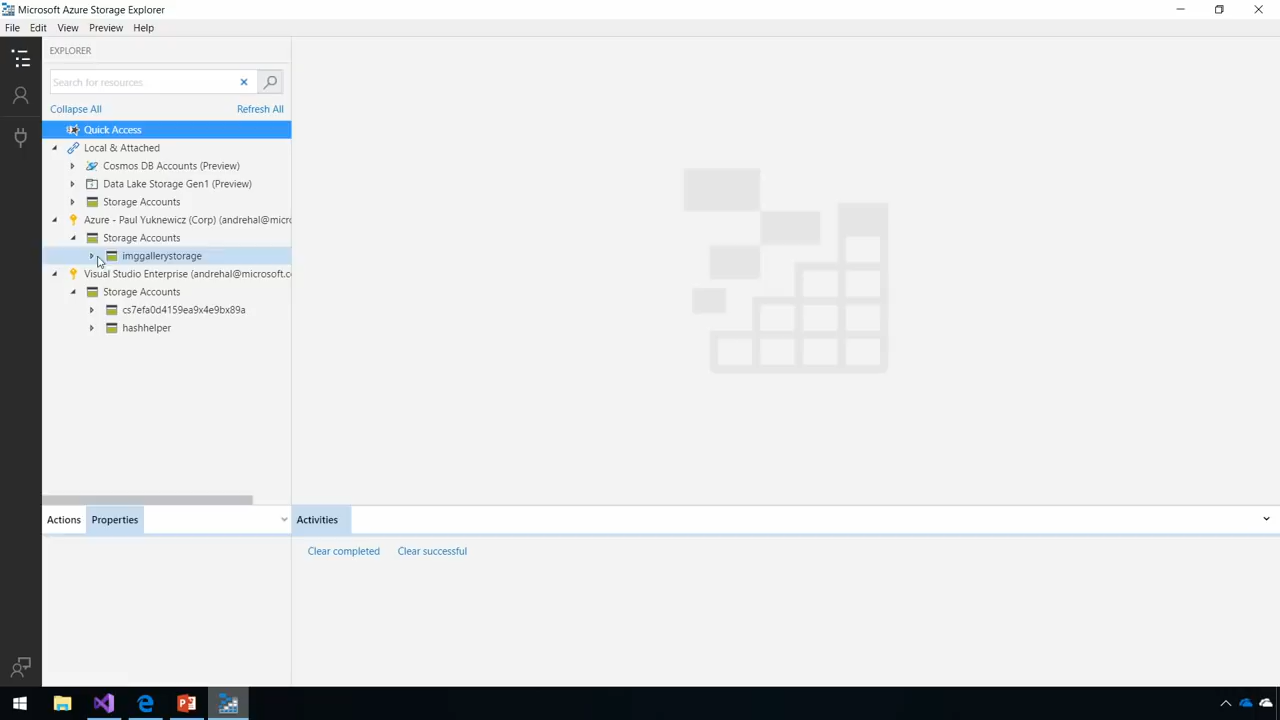 Microsoft Azure Storage Explorer
File Edit View Preview Help
EXPLORER
Search for resources
Collapse All Refresh All
Quick Access
Local & Attached
Cosmos DB Accounts (Preview)
Data Lake Storage Gen1 (Preview)
Storage Accounts
Azure - Paul Yuknewicz (Corp) (andrehal@micro
Storage Accounts
imggallerystorage
Visual Studio Enterprise (andrehal@microsoft.co
Storage Accounts
cs7efa0d4159ea9x4e9bx89a
hashhelper
Actions Properties Activities
Clear completed Clear successful